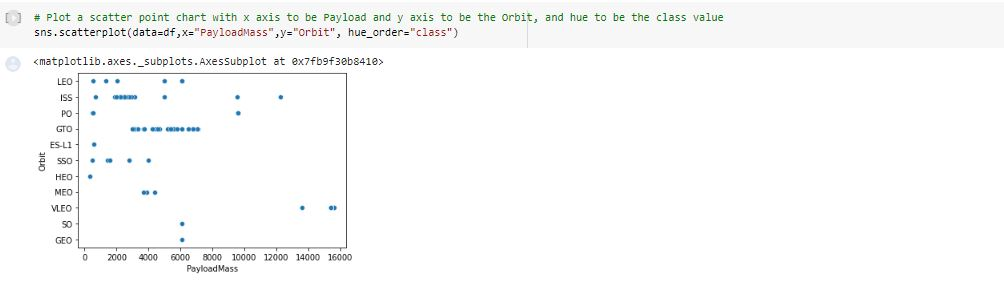 # Plot a scatter point chart with x axis to be Payload and y axis to be the Orbit, and hue to be the class value
sns.scatterplot(data=df,x="PayloadMass",y="Orbit", hue_order="class")
<matplotlib.axes._subplots.AxesSubplot at 0x7fb9f30b8410>
LEO
ISS
PO
GTO
ES-L1
SSO
HEO
MEO
VLEO
SO
GEO
Orbit
0 2000 4000 6000 8000 10000 12000 14000 16000
PayloadMass